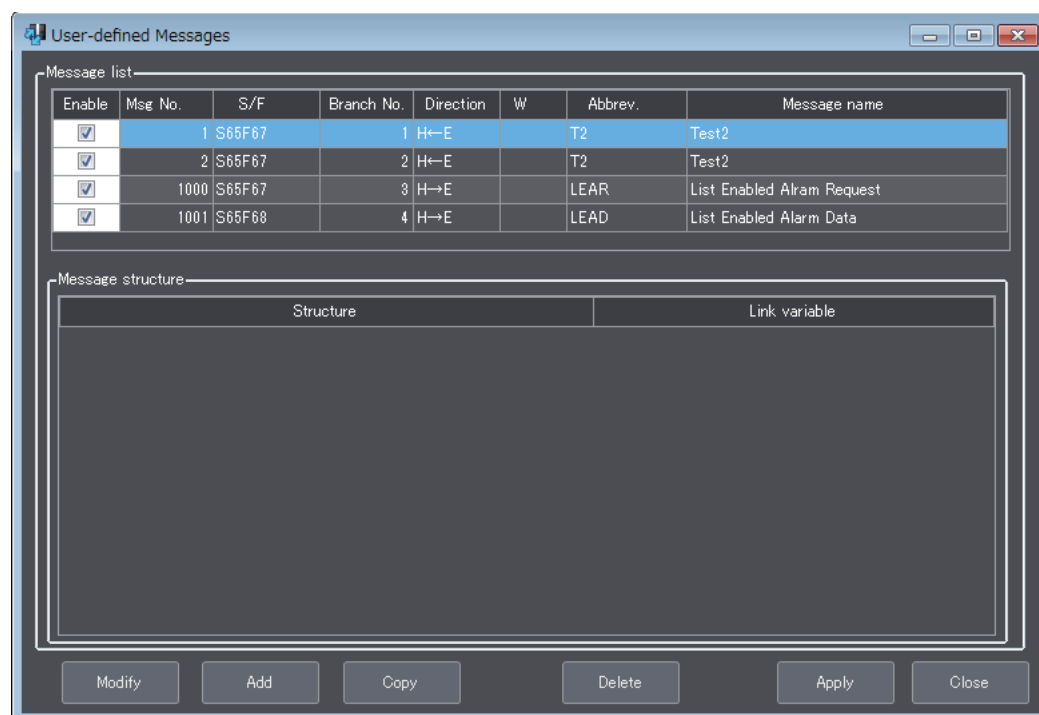 User-defined Messages
Message list
Enable Msg No. S/F Branch No. Direction W Abbrev. Message name
1 S65F67 1 H←E T2 Test2
2 S65F67 2 H←E T2 Test2
1000 S65F67 3 H→E LEAR List Enabled Alram Request
1001 S65F68 4 H→E LEAD List Enabled Alarm Data
Message structure
Structure Link variable
Modify Add Copy Delete Apply Close